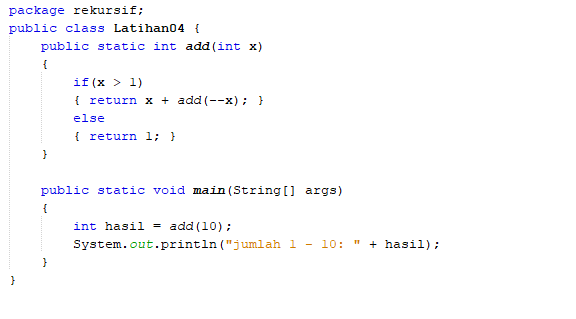 package rekursif;
public class Latihan04 {
    public static int add(int x)
    {
        if(x > 1)
        { return x + add(--x); }
        else
        { return 1; }
    }

    public static void main(String[] args)
    {
        int hasil = add(10);
        System.out.println("jumlah 1 - 10: " + hasil);
    }
}